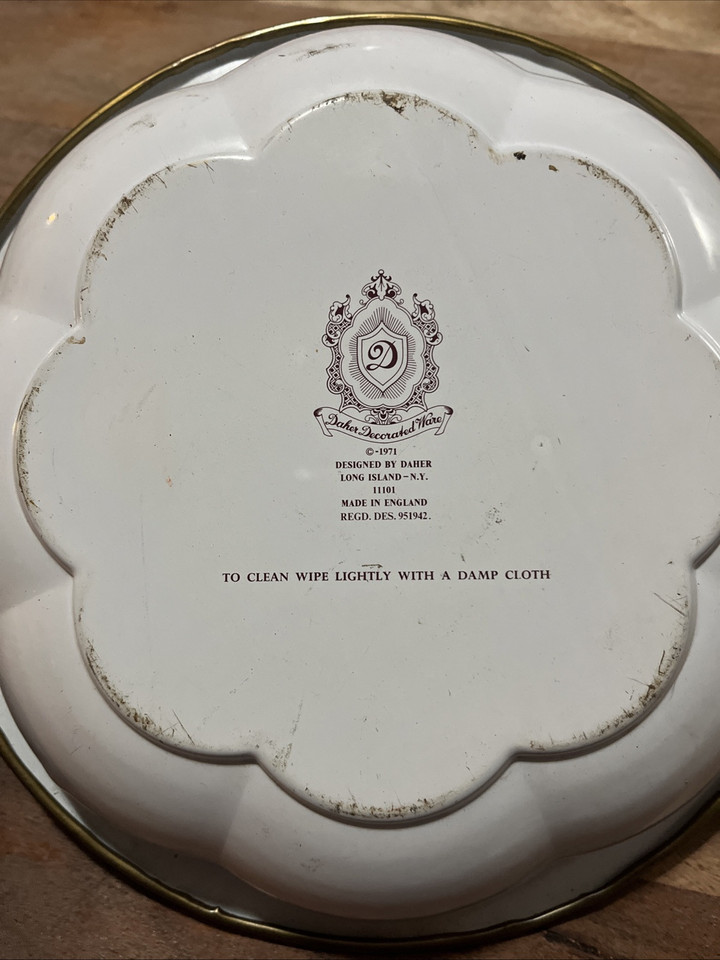 D
Daher Decorated Ware
©-1971
DESIGNED BY DAHER
LONG ISLAND-N.Y.
11101
MADE IN ENGLAND
REGD. DES. 951942.
TO CLEAN WIPE LIGHTLY WITH A DAMP CLOTH